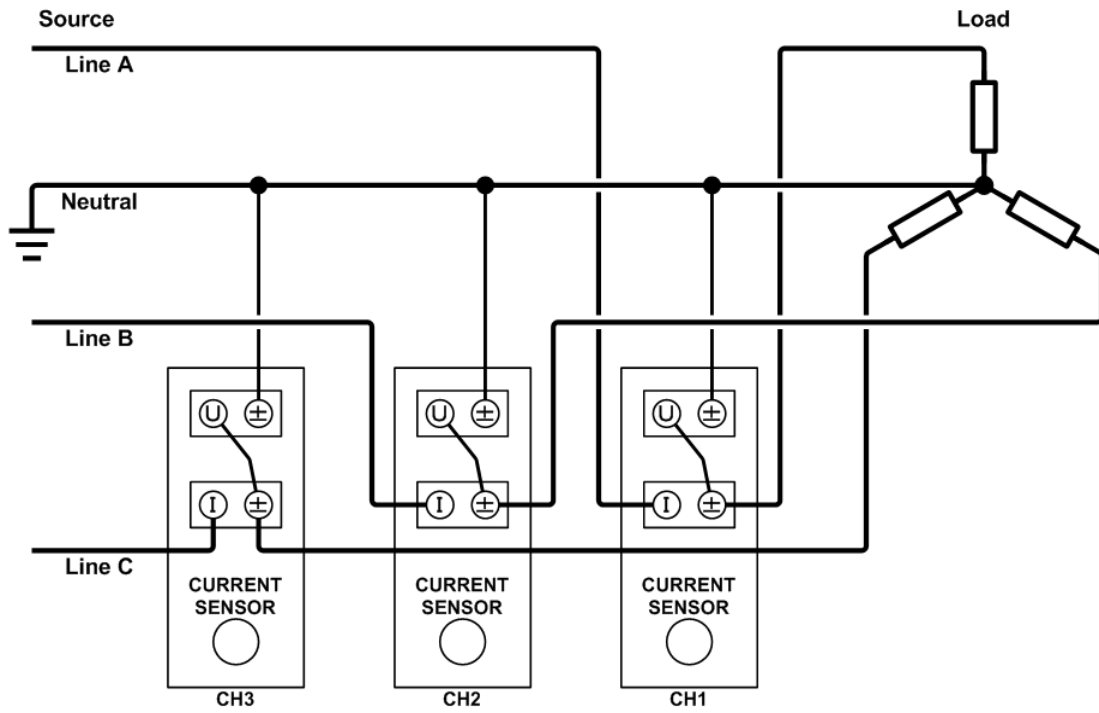 Source
Load
Line A
Neutral
Line B
U ±
U ±
U ±
I ±
I ±
I ±
Line C
CURRENT
SENSOR
CURRENT
SENSOR
CURRENT
SENSOR
CH3
CH2
CH1